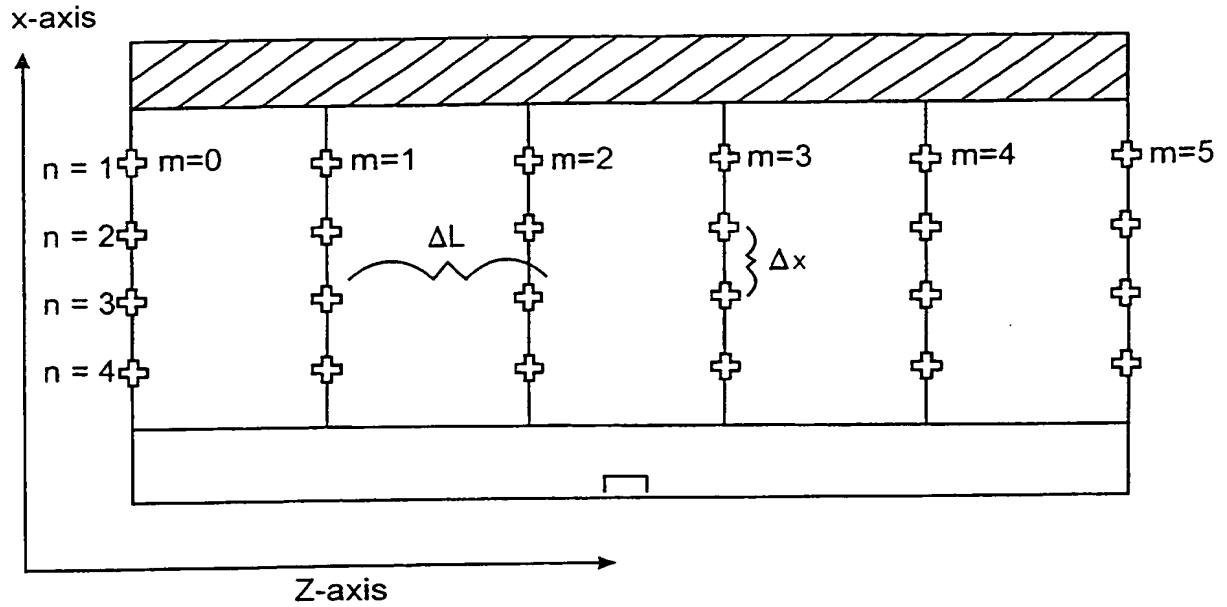 x-axis
n = 1 m=0 m=1 m=2 m=3 m=4 m=5
n = 2
ΔL
Δx
n = 3
n = 4
Z-axis